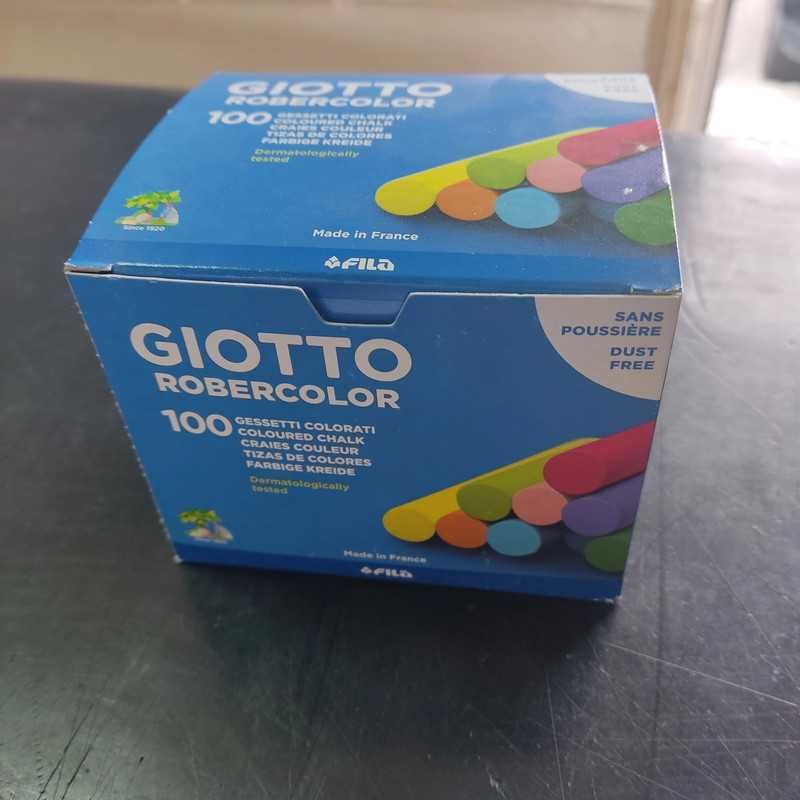 GIOTTO
ROBERCOLOR
100 GESSETTI COLORATI
COLOURED CHALK
CRAIES COULEUR
TIZAS DE COLORES
FARBIGE KREIDE
Dermatologically
tested
Since 1920
Made in France
FILA
GIOTTO
ROBERCOLOR
SANS
POUSSIÈRE
DUST
FREE
100 GESSETTI COLORATI
COLOURED CHALK
CRAIES COULEUR
TIZAS DE COLORES
FARBIGE KREIDE
Dermatologically
tested
Made in France
FILA